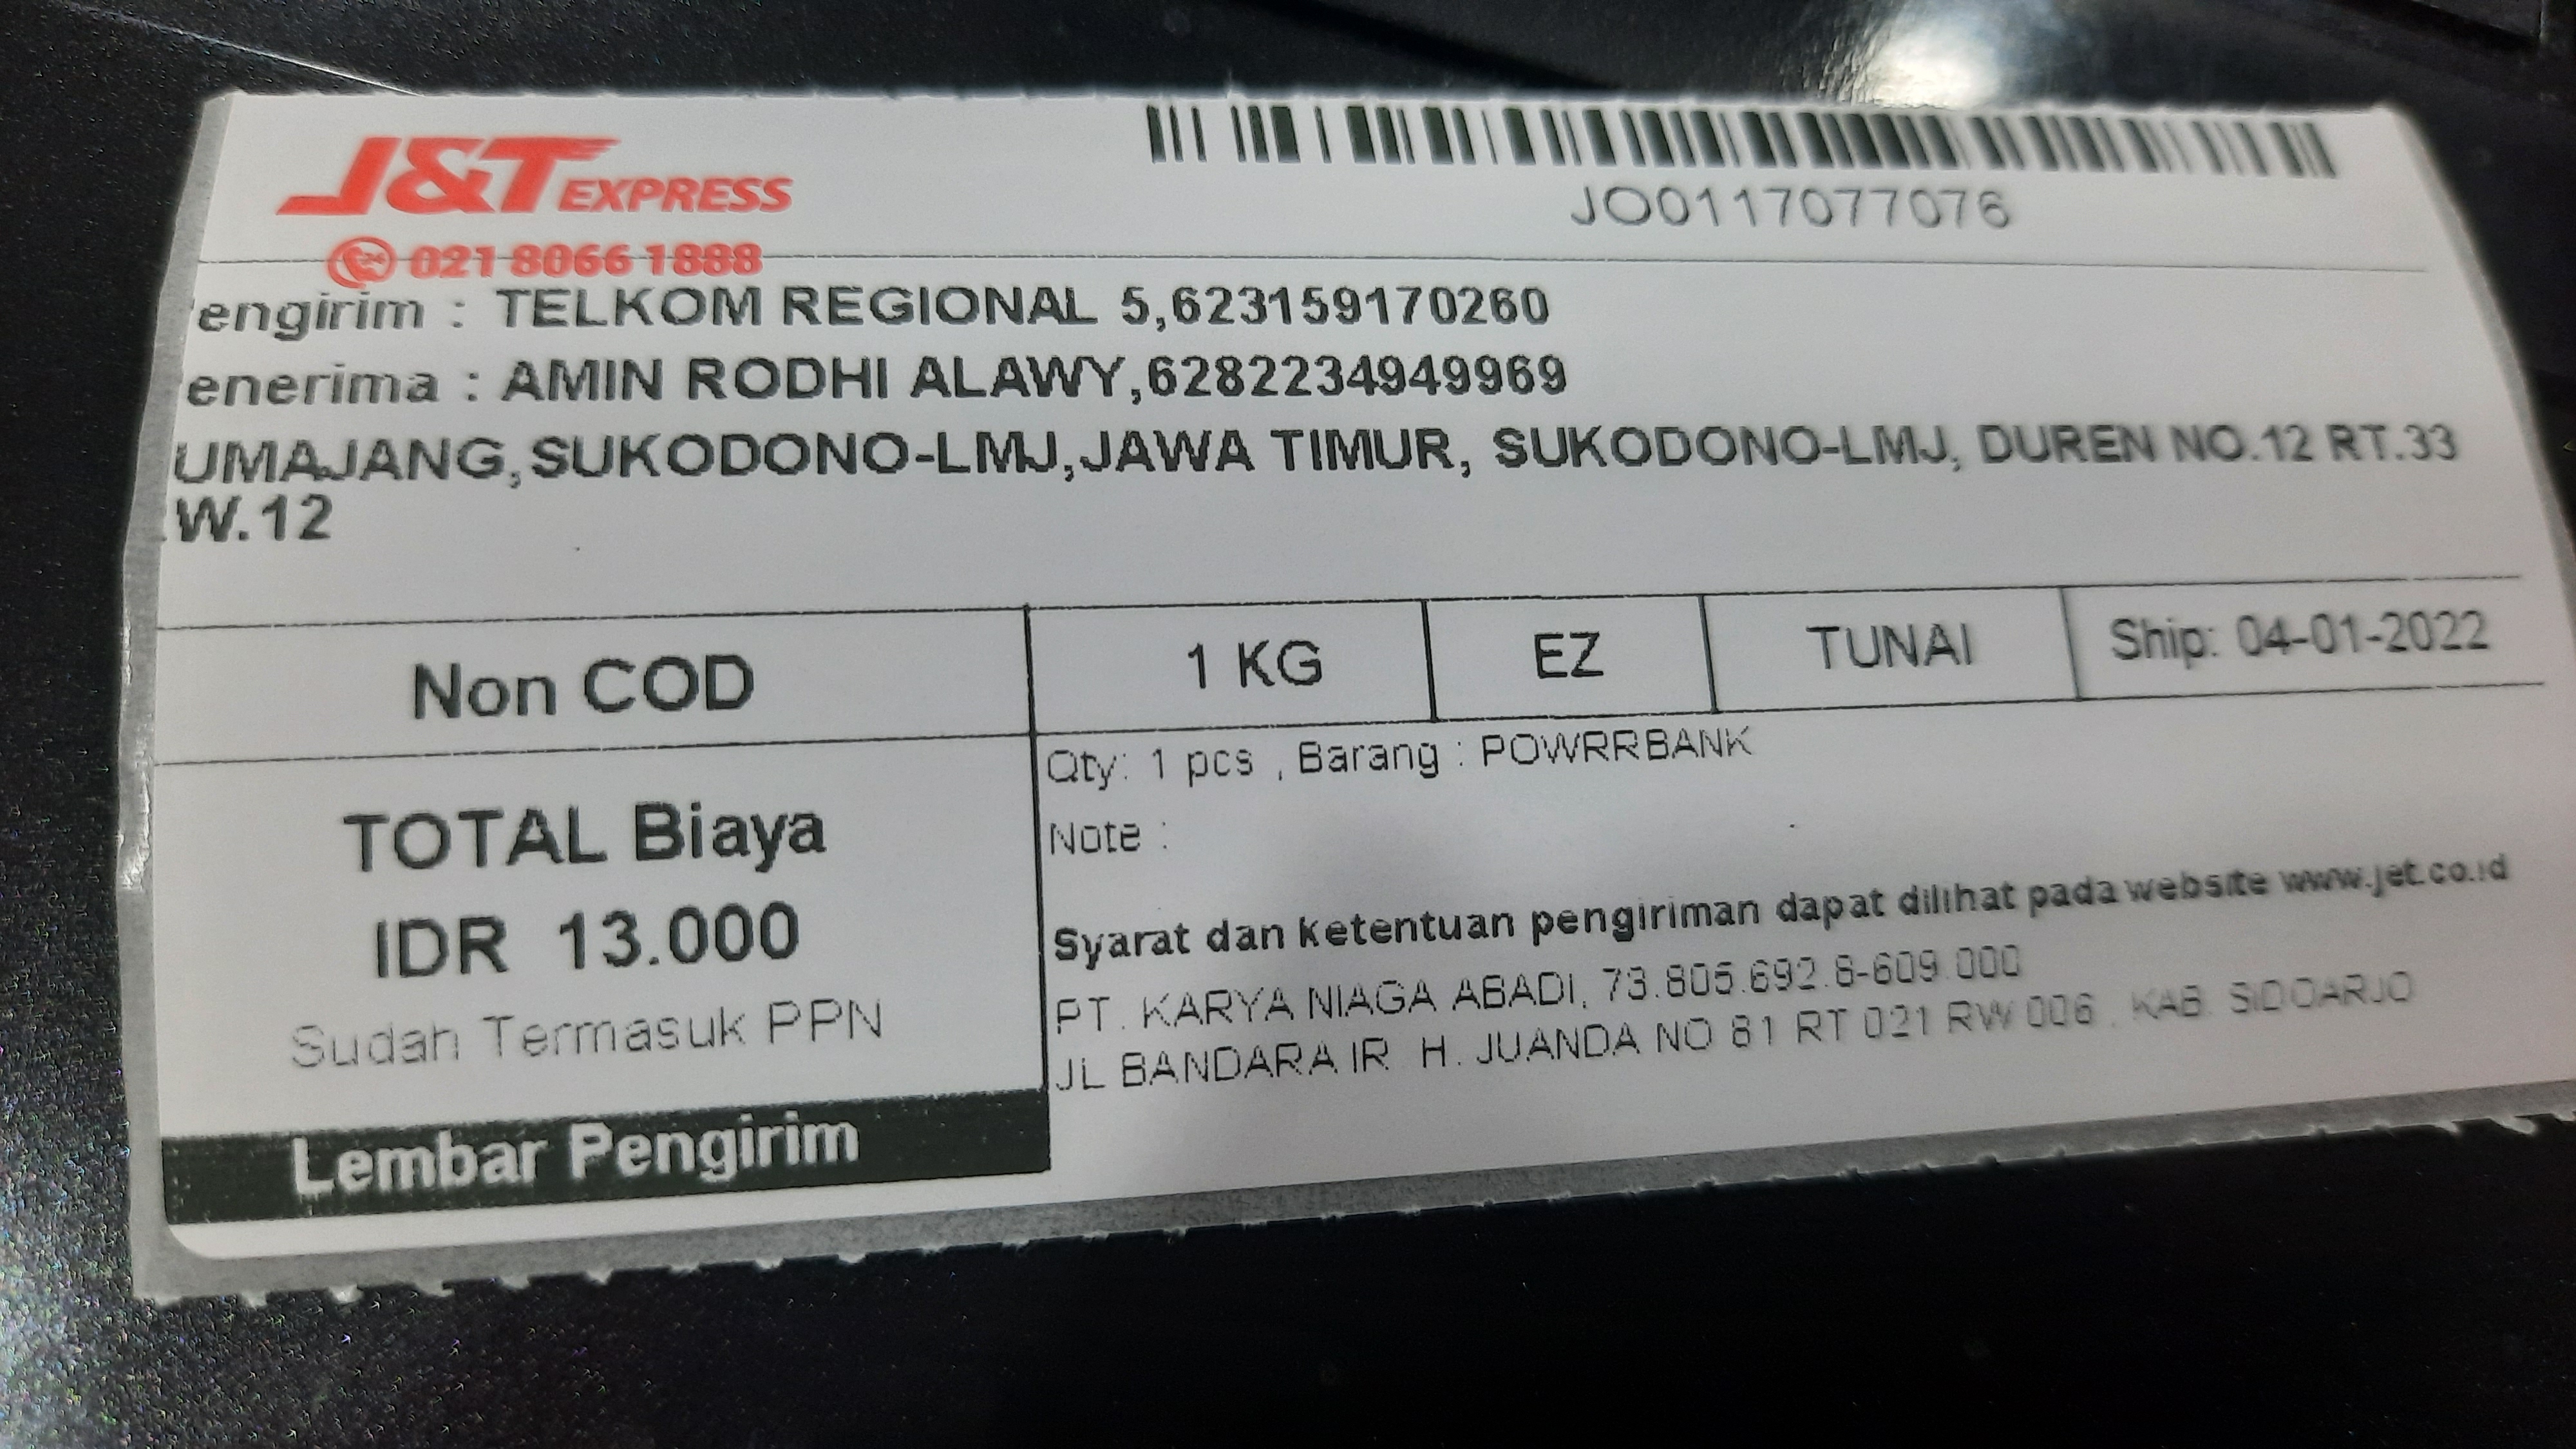 J&T EXPRESS
021 8066 1888
JO0117077076
engirim : TELKOM REGIONAL 5,623159170260
enerima : AMIN RODHI ALAWY,6282234949969
UMAJANG,SUKODONO-LMJ,JAWA TIMUR, SUKODONO-LMJ, DUREN NO.12 RT.33
W.12
Non COD 1 KG EZ TUNAI Ship: 04-01-2022
TOTAL Biaya
IDR 13.000
Sudah Termasuk PPN
Lembar Pengirim
Qty: 1 pcs , Barang : POWRRBANK
Note :
Syarat dan Ketentuan pengiriman dapat dilihat pada website www.jet.co.id
PT. KARYA NIAGA ABADI, 73.805.692.8-609.000
JL BANDARA IR. H. JUANDA NO 81 RT 021 RW 006 , KAB. SIDOARJO